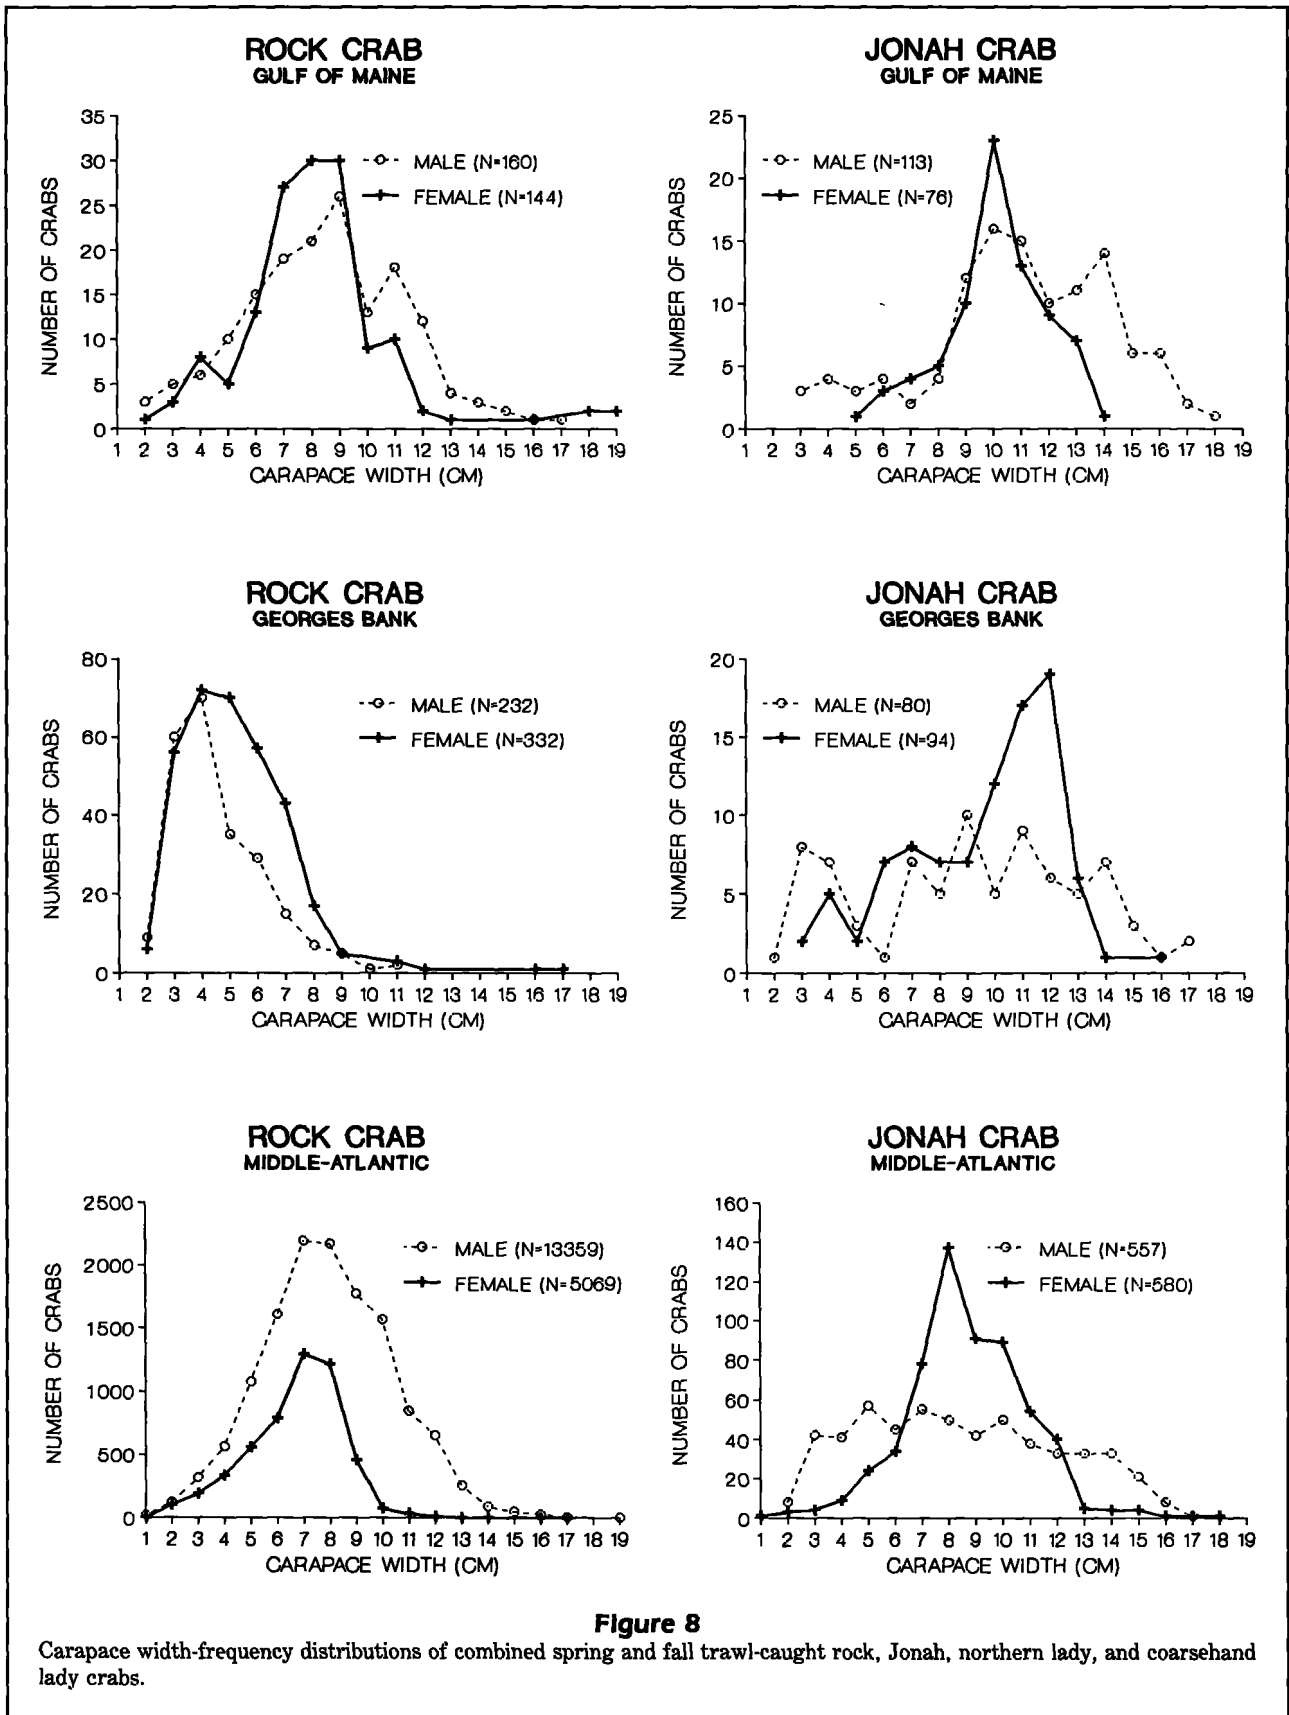 ROCK CRAB
GULF OF MAINE
35
30
25
20
15
10
5
0
NUMBER OF CRABS
MALE (N=160)
FEMALE (N=144)
1 2 3 4 5 6 7 8 9 10 11 12 13 14 15 16 17 18 19
CARAPACE WIDTH (CM)
JONAH CRAB
GULF OF MAINE
25
20
15
10
5
0
NUMBER OF CRABS
MALE (N=113)
FEMALE (N=76)
1 2 3 4 5 6 7 8 9 10 11 12 13 14 15 16 17 18 19
CARAPACE WIDTH (CM)
ROCK CRAB
GEORGES BANK
80
60
40
20
0
NUMBER OF CRABS
MALE (N=232)
FEMALE (N=332)
1 2 3 4 5 6 7 8 9 10 11 12 13 14 15 16 17 18 19
CARAPACE WIDTH (CM)
JONAH CRAB
GEORGES BANK
20
15
10
5
0
NUMBER OF CRABS
MALE (N=80)
FEMALE (N=94)
1 2 3 4 5 6 7 8 9 10 11 12 13 14 15 16 17 18 19
CARAPACE WIDTH (CM)
ROCK CRAB
MIDDLE-ATLANTIC
2500
2000
1500
1000
500
0
NUMBER OF CRABS
MALE (N=13359)
FEMALE (N=5069)
1 2 3 4 5 6 7 8 9 10 11 12 13 14 15 16 17 19
CARAPACE WIDTH (CM)
JONAH CRAB
MIDDLE-ATLANTIC
160
140
120
100
80
60
40
20
0
NUMBER OF CRABS
MALE (N=557)
FEMALE (N=580)
1 2 3 4 5 6 7 8 9 10 11 12 13 14 15 16 17 18 19
CARAPACE WIDTH (CM)
Figure 8
Carapace width-frequency distributions of combined spring and fall trawl-caught rock, Jonah, northern lady, and coarsehand
lady crabs.